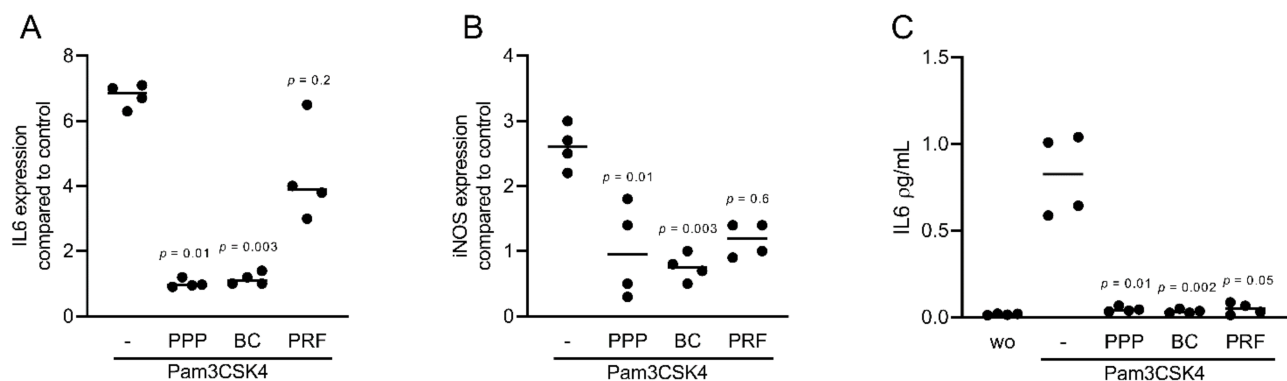 A
IL6 expression
compared to control
8
6
4
2
0
p = 0.01
p = 0.003
p = 0.2
-
PPP
BC
PRF
Pam3CSK4
B
iNOS expression
compared to control
4
3
2
1
0
p = 0.01
p = 0.003
p = 0.6
-
PPP
BC
PRF
Pam3CSK4
C
IL6 ρg/mL
1.5
1.0
0.5
0.0
p = 0.01
p = 0.002
p = 0.05
wo
-
PPP
BC
PRF
Pam3CSK4